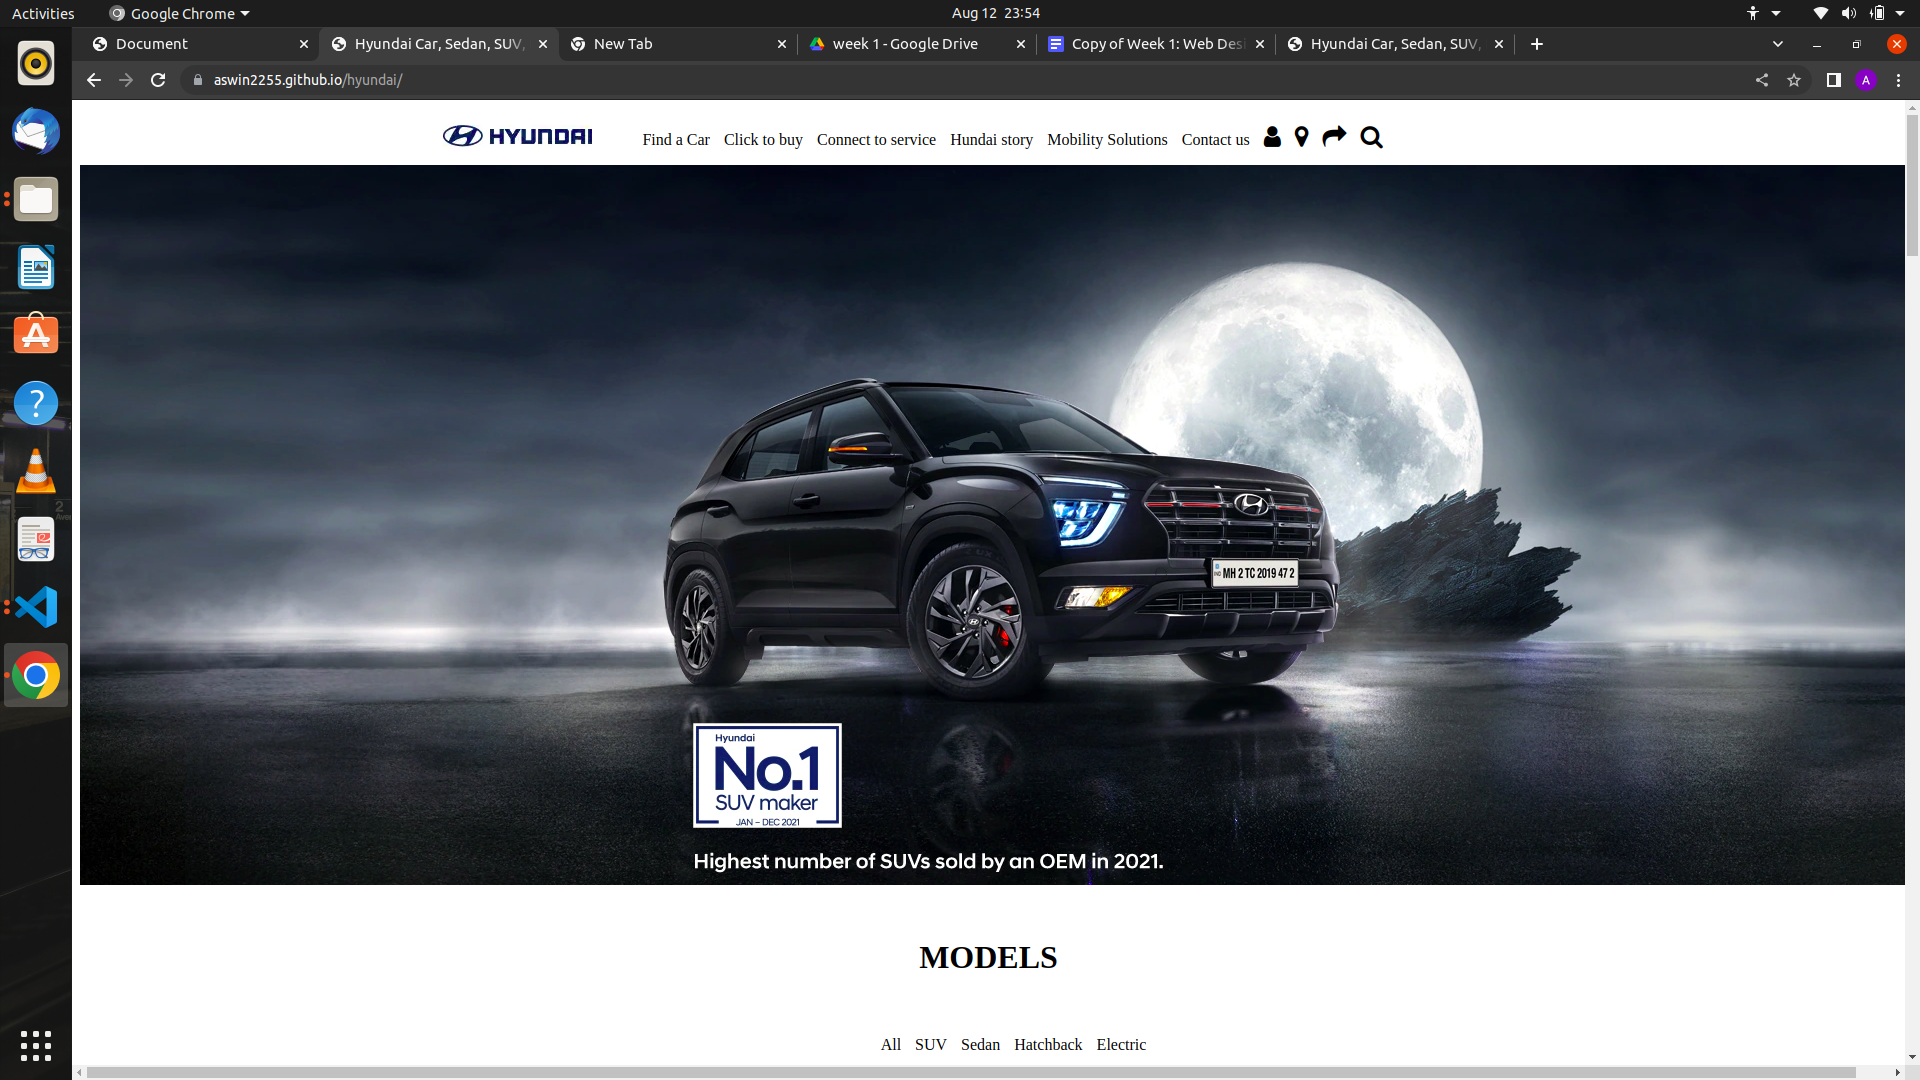 Activities Google Chrome Aug 12 23:54
Document Hyundai Car, Sedan, SUV, New Tab week 1 - Google Drive Copy of Week 1: Web Desi Hyundai Car, Sedan, SUV,
aswin2255.github.io/hyundai/ A
HYUNDAI Find a Car Click to buy Connect to service Hundai story Mobility Solutions Contact us
MH 2 TC 2019 47 2
Hyundai
No.1
SUV maker
JAN – DEC 2021
Highest number of SUVs sold by an OEM in 2021.
MODELS
All SUV Sedan Hatchback Electric